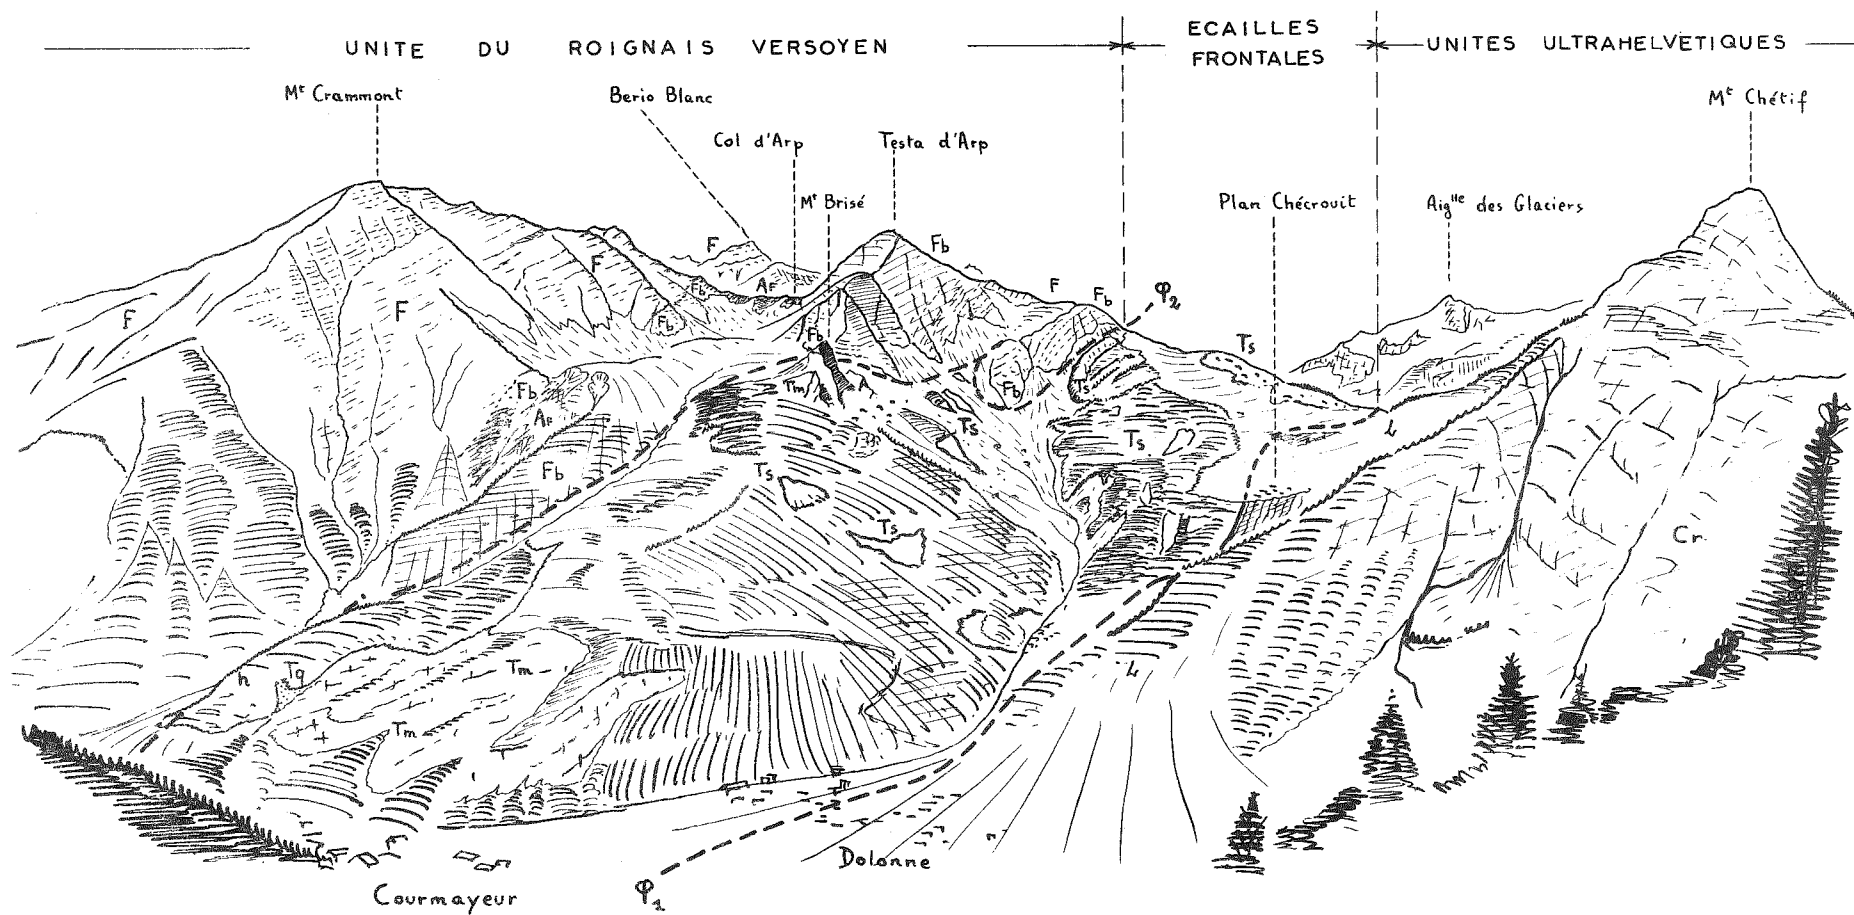 UNITE DU ROIGNAIS VERSOYEN
ECAILLES
FRONTALES
UNITES ULTRAHELVETIQUES
Mt Crammont
Berio Blanc
Mt Chétif
Col d'Arp
Testa d'Arp
Mt Brisé
Plan Chécrouit
Aiglle des Glaciers
F
Fb
F
AF
Fb
F
Fb
φ2
F
F
Fb
Fb
Ts
Fb
Tm
A
Fb
Ts
Fb
AF
Ts
Ts
L
Fb
Ts
Ts
Cr
h
Tq
Tm
L
Tm
Dolonne
Courmayeur
φ1